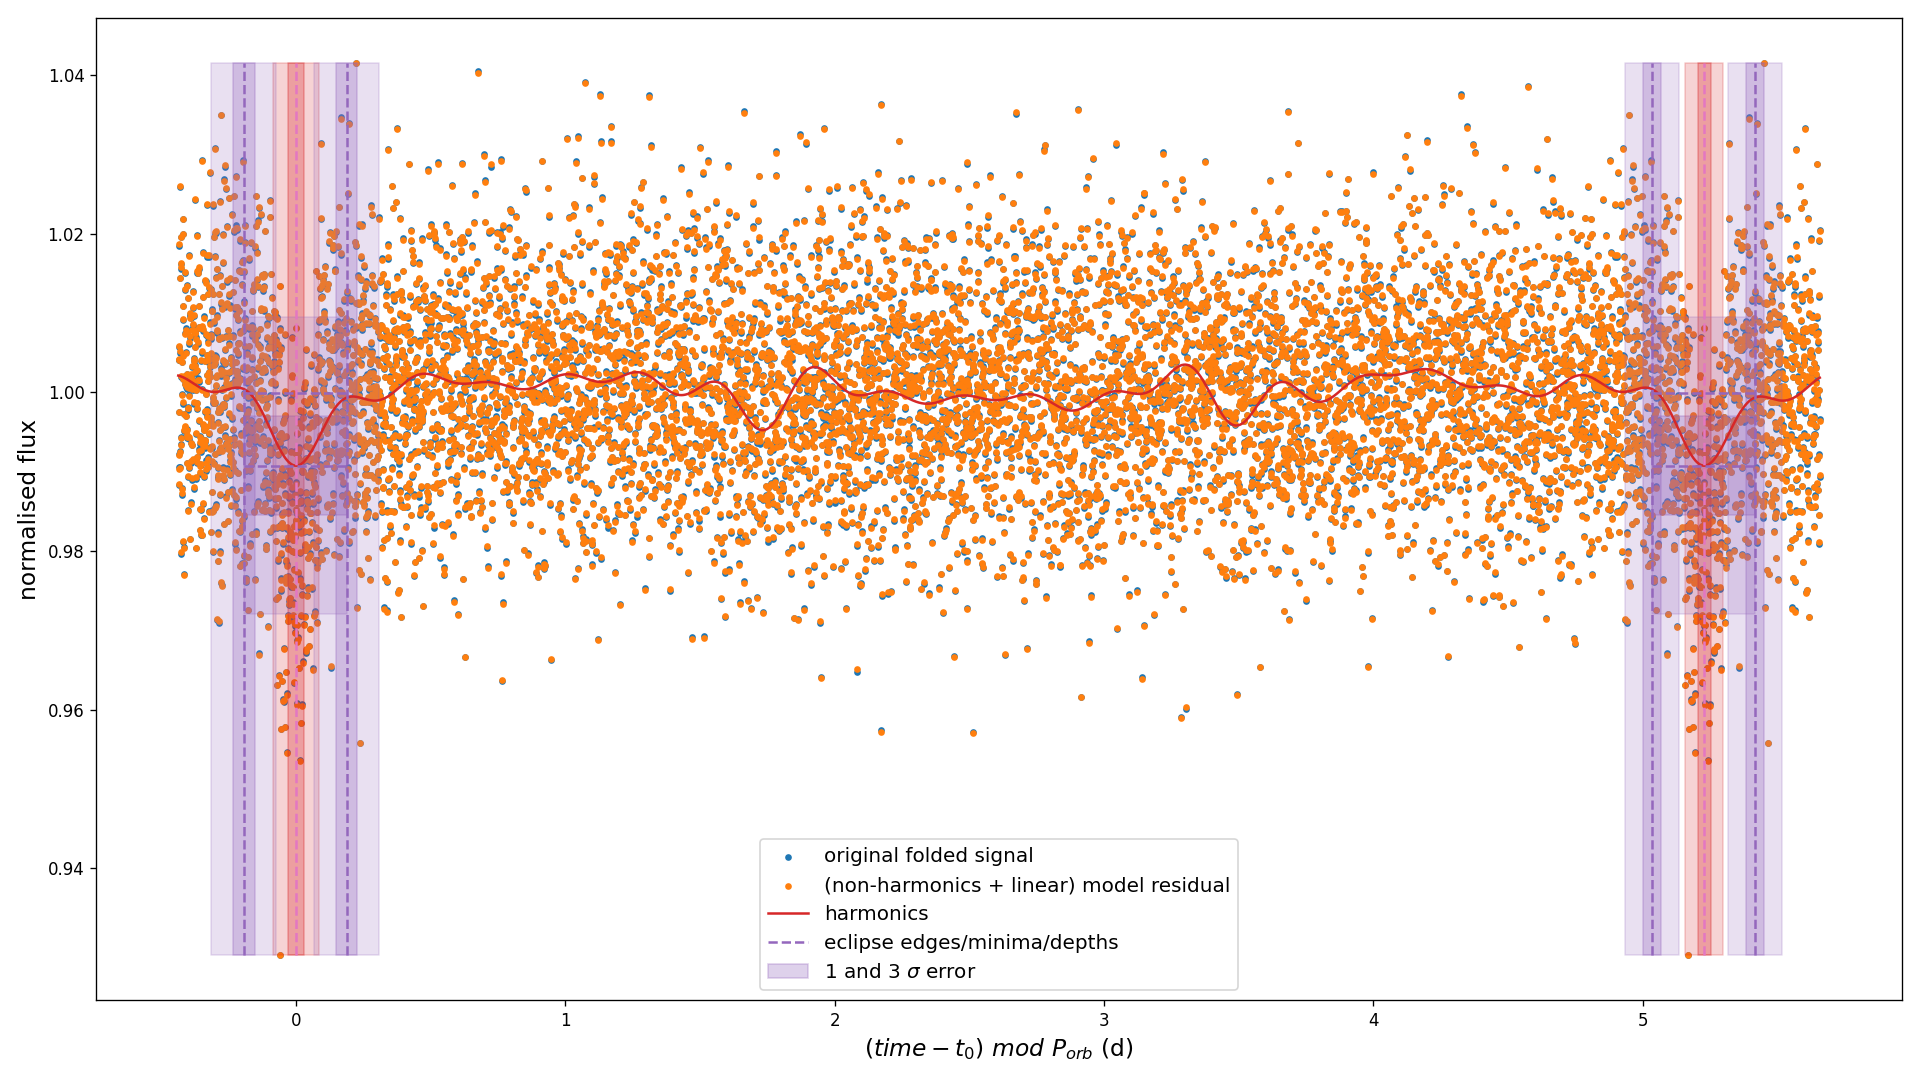 1.04
1.02
1.00
0.98
0.96
0.94
normalised flux
original folded signal
(non-harmonics + linear) model residual
harmonics
eclipse edges/minima/depths
1 and 3 σ error
0 1 2 3 4 5
(time − t₀) mod P_orb (d)